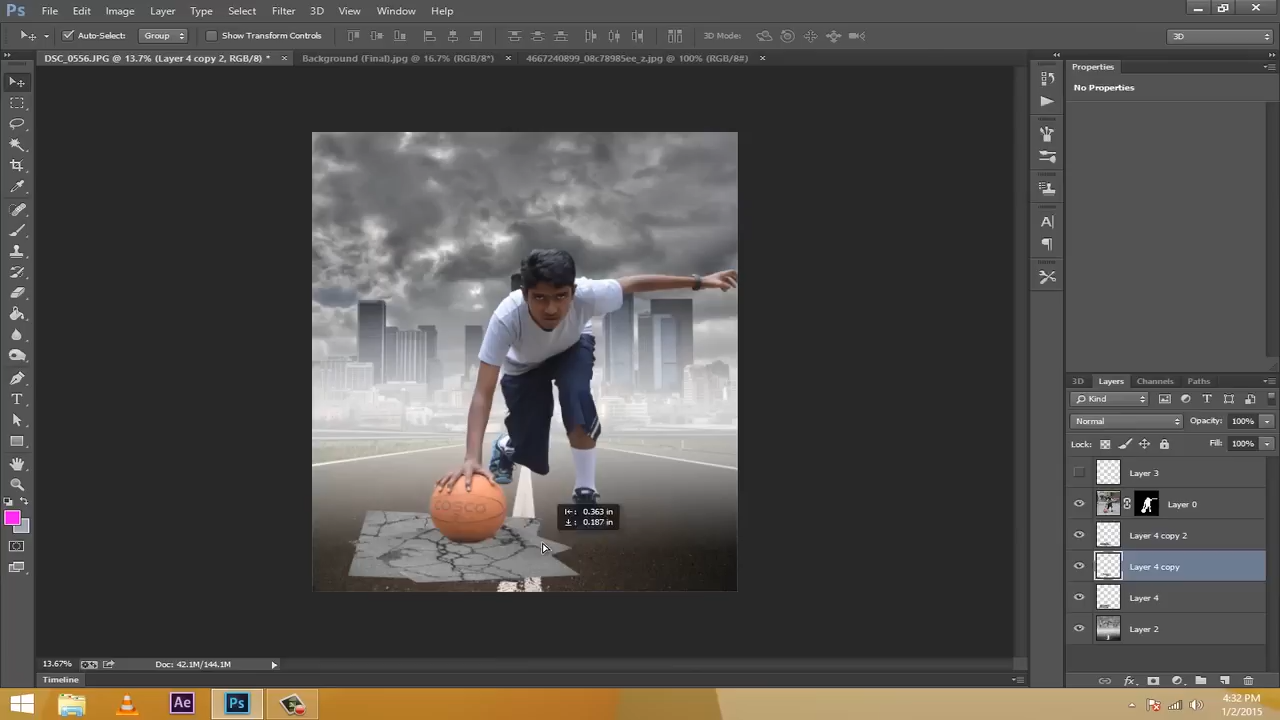 Ps File Edit Image Layer Type Select Filter 3D View Window Help
Auto-Select: Group Show Transform Controls 3D Mode: 3D
DSC_0556.JPG @ 13.7% (Layer 4 copy 2, RGB/8) * Background (Final).jpg @ 16.7% (RGB/8*) 4667240899_08c78985ee_z.jpg @ 100% (RGB/8#)
Properties
No Properties
COSCO
0.363 in
0.187 in
3D Layers Channels Paths
Kind
Normal Opacity: 100%
Lock: Fill: 100%
Layer 3
Layer 0
Layer 4 copy 2
Layer 4 copy
Layer 4
Layer 2
13.67% Doc: 42.1M/144.1M
Timeline
Ae Ps
4:32 PM
1/2/2015